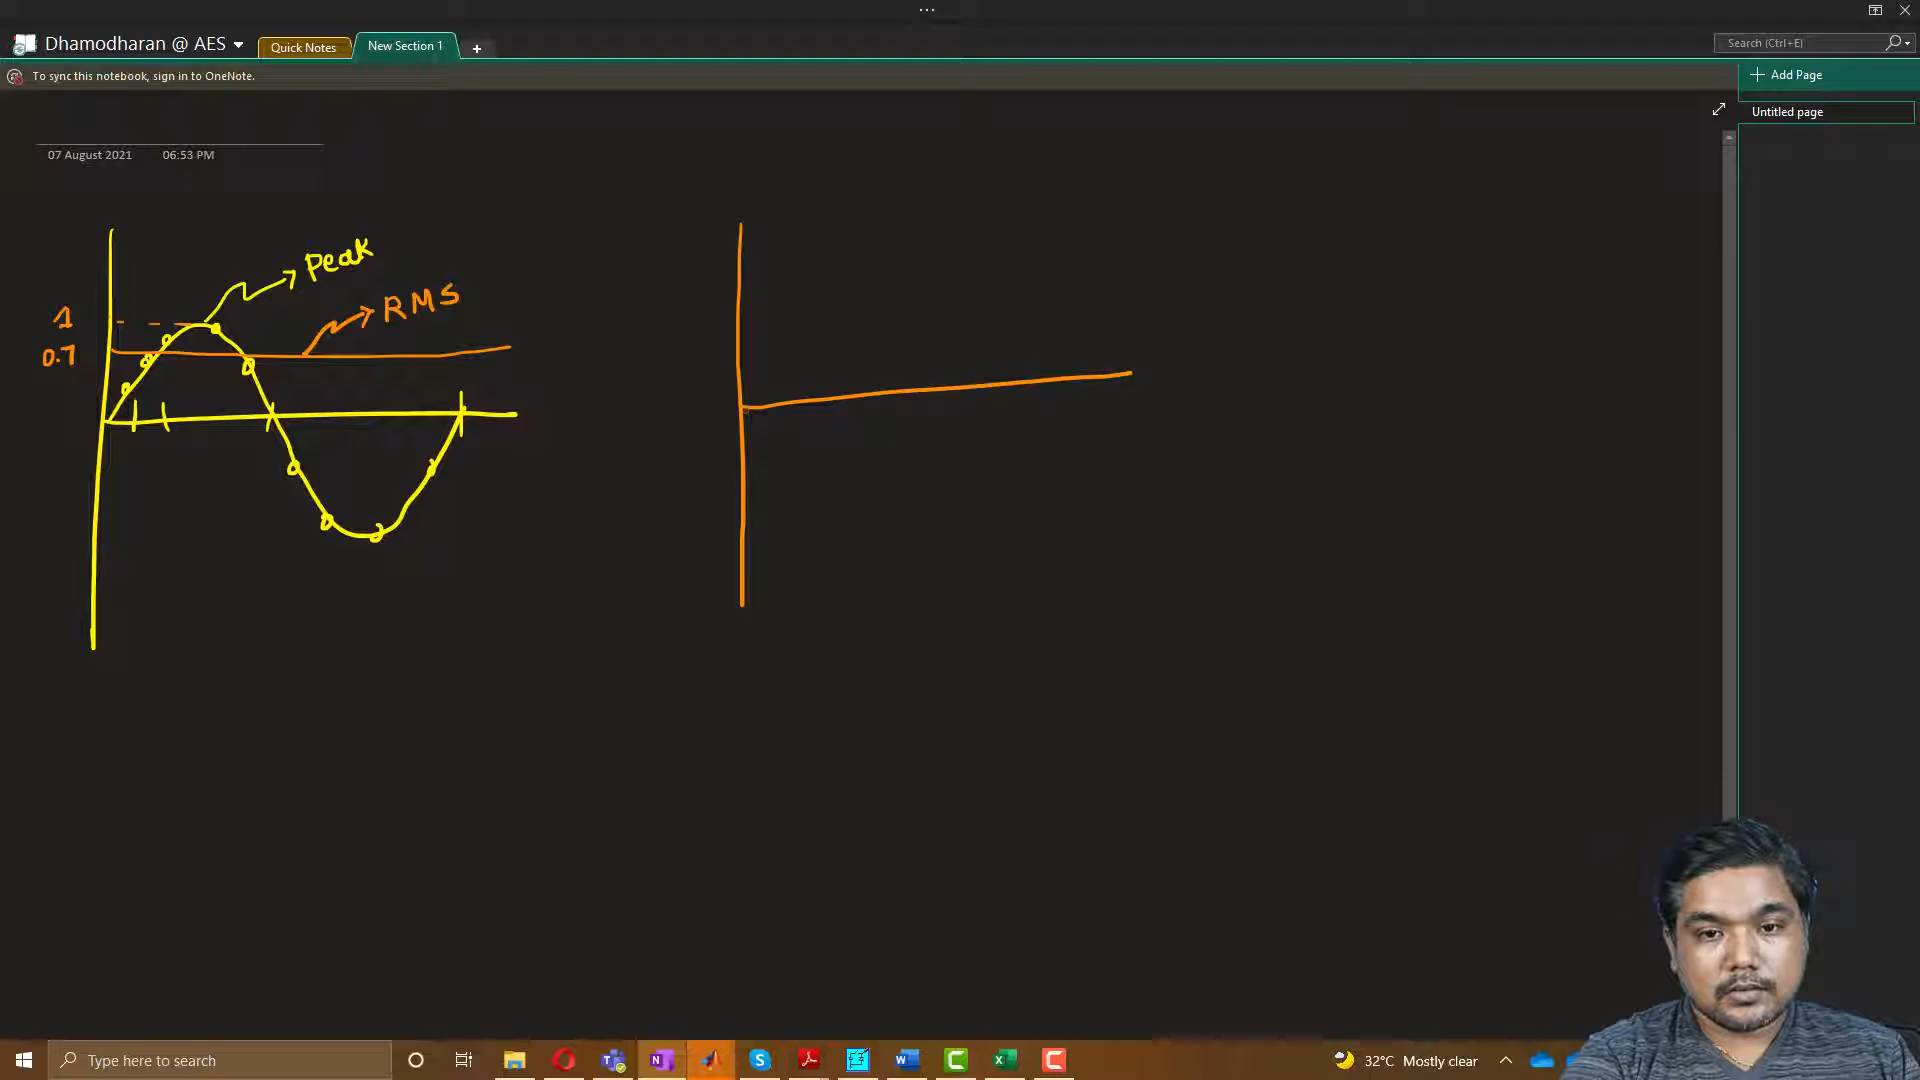 Dhamodharan @ AES
Quick Notes
New Section 1
Search (Ctrl+E)
To sync this notebook, sign in to OneNote.
Add Page
Untitled page
07 August 2021 06:53 PM
Peak
RMS
1
0.7
Type here to search
32°C Mostly clear